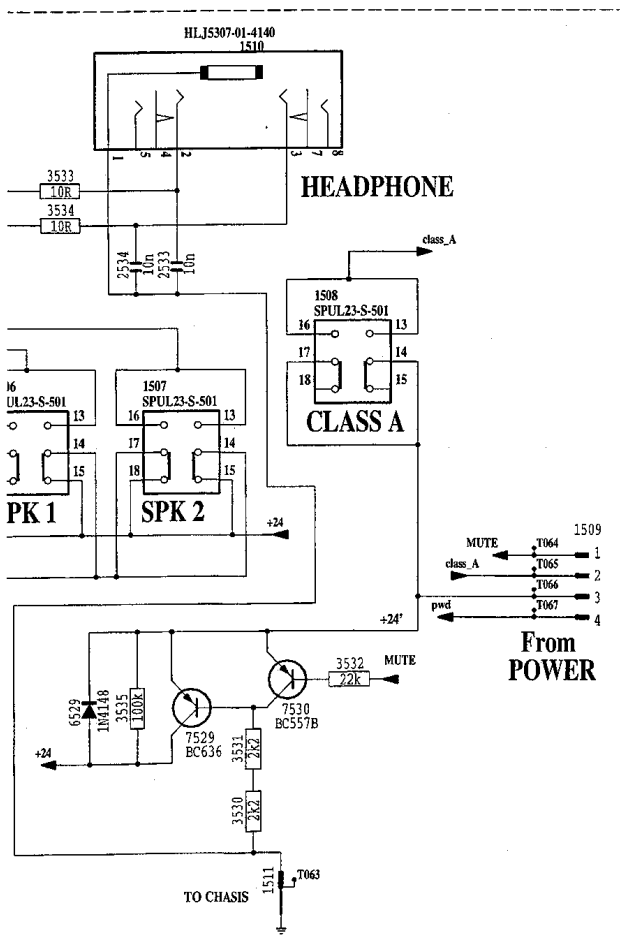 HLJ5307-01-4140
1510
1
5
4
2
3
7
8
HEADPHONE
3533
10R
3534
10R
2534
10n
2533
10n
class_A
1508
SPUL23-S-501
16
13
17
14
18
15
CLASS A
06
UL23-S-501
13
14
15
PK 1
1507
SPUL23-S-501
16
13
17
14
18
15
SPK 2
+24
1509
MUTE
T064
1
class_A
T065
2
T066
3
pwd
T067
4
From
POWER
+24'
3532
22k
MUTE
6529
1N4148
3535
100k
7529
BC636
7530
BC557B
3531
2k2
+24
3530
2k2
1511
T063
TO CHASIS